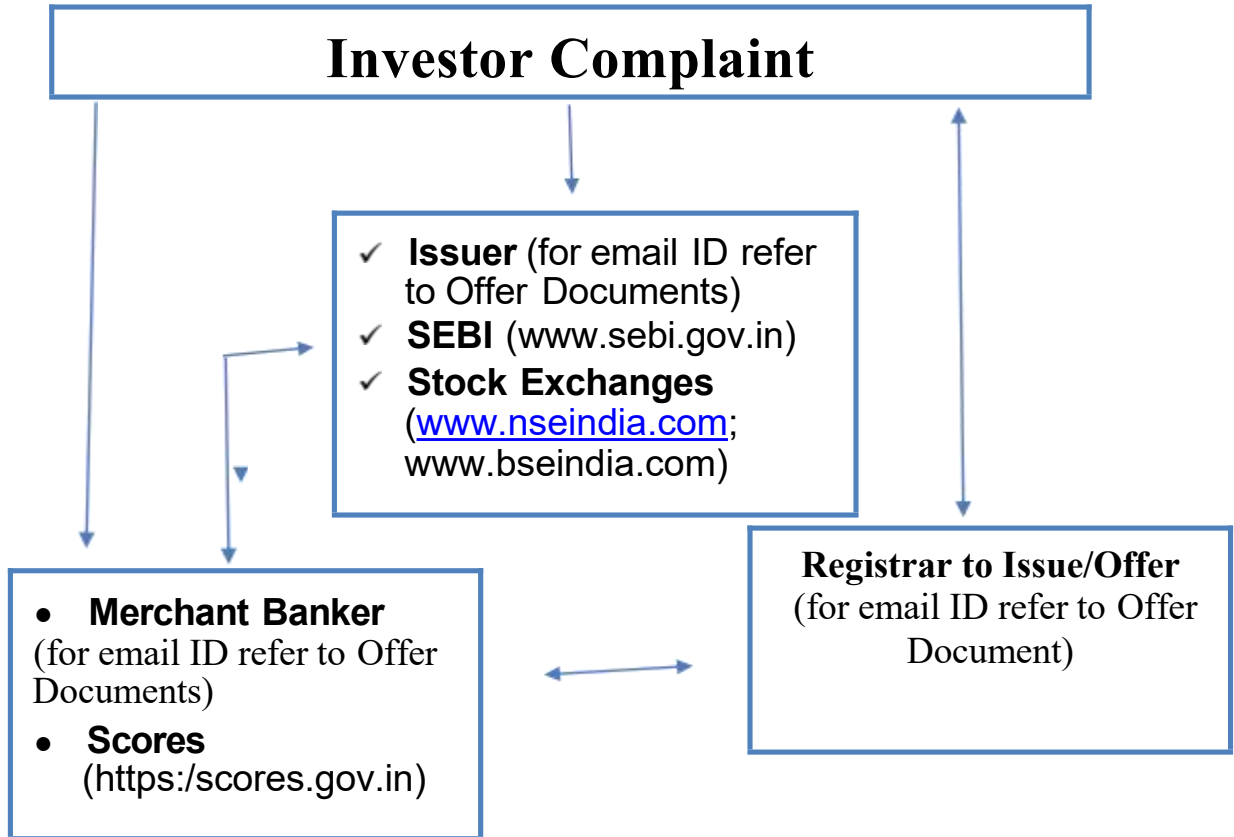 Investor Complaint
✓ Issuer (for email ID refer
to Offer Documents)
✓ SEBI (www.sebi.gov.in)
✓ Stock Exchanges
(www.nseindia.com;
www.bseindia.com)
• Merchant Banker
(for email ID refer to Offer
Documents)
• Scores
(https:/scores.gov.in)
Registrar to Issue/Offer
(for email ID refer to Offer
Document)